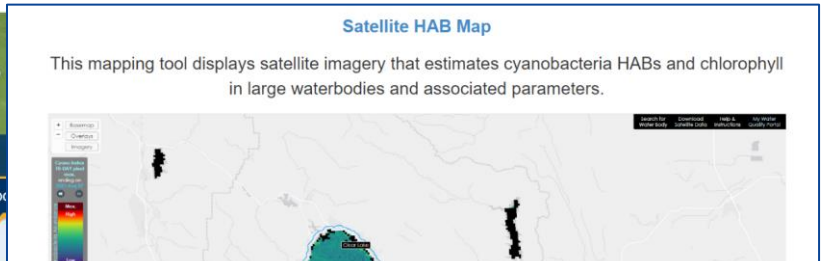 Satellite HAB Map
This mapping tool displays satellite imagery that estimates cyanobacteria HABs and chlorophyll
in large waterbodies and associated parameters.
+ Basemap
- Overlays
Imagery
Search for Water Body
Download Satellite Data
Help & Instructions
My Water Quality Portal
Max.
High
Low
Clear Lake